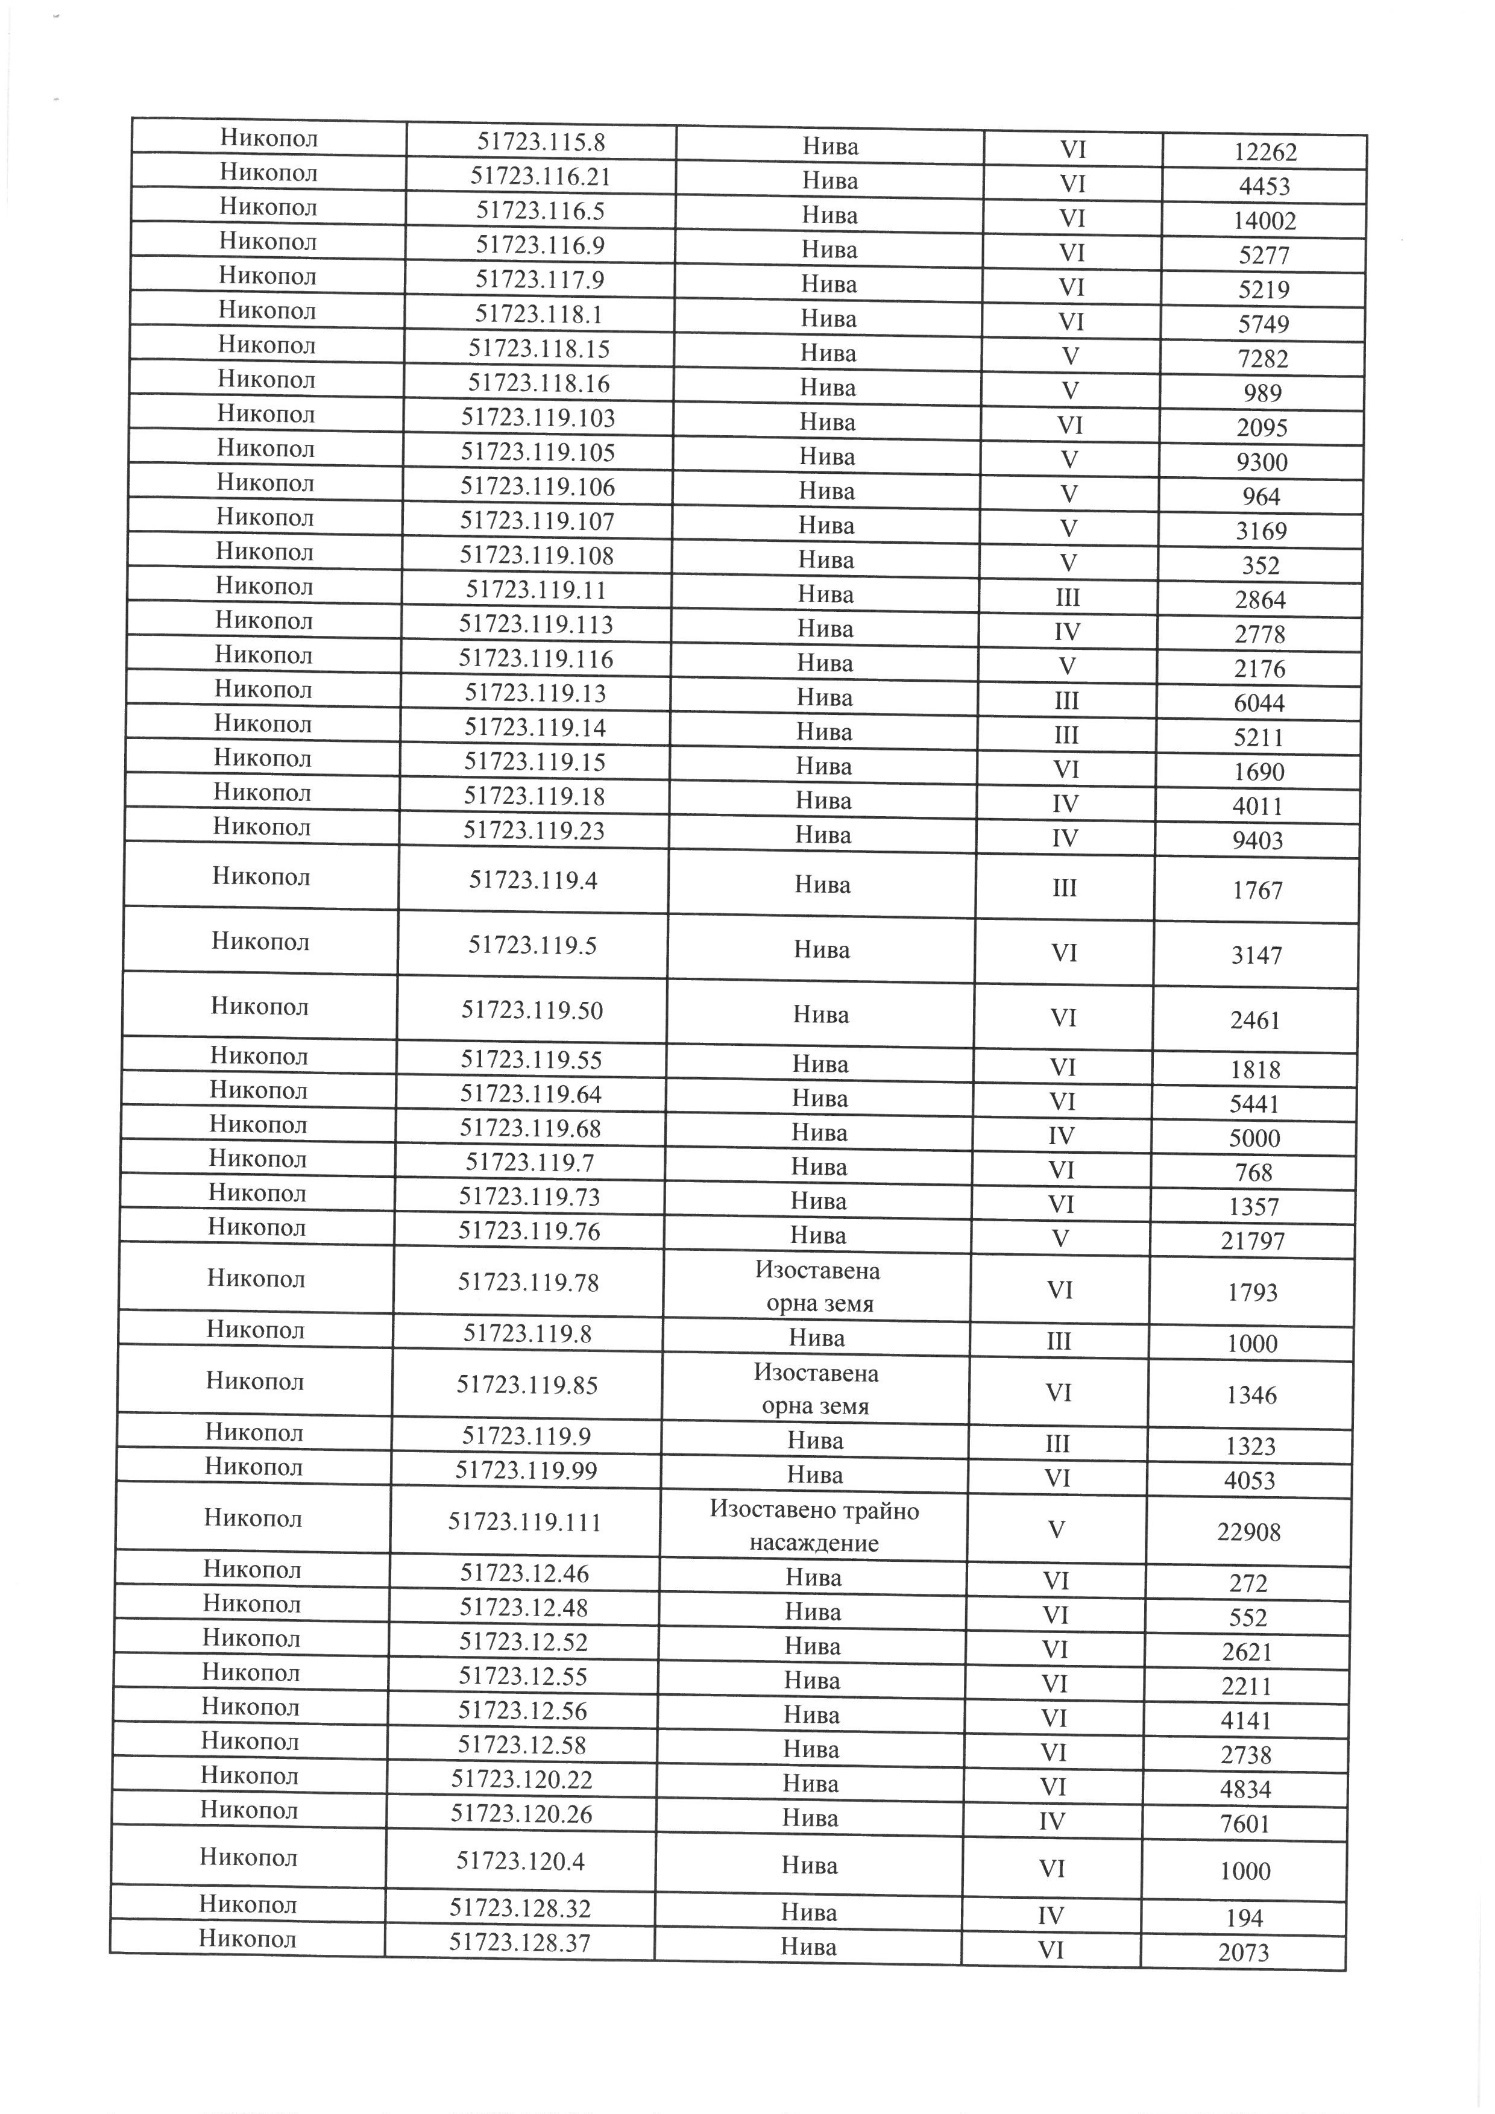 Никопол 51723.115.8 Нива VI 12262
Никопол 51723.116.21 Нива VI 4453
Никопол 51723.116.5 Нива VI 14002
Никопол 51723.116.9 Нива VI 5277
Никопол 51723.117.9 Нива VI 5219
Никопол 51723.118.1 Нива VI 5749
Никопол 51723.118.15 Нива V 7282
Никопол 51723.118.16 Нива V 989
Никопол 51723.119.103 Нива VI 2095
Никопол 51723.119.105 Нива V 9300
Никопол 51723.119.106 Нива V 964
Никопол 51723.119.107 Нива V 3169
Никопол 51723.119.108 Нива V 352
Никопол 51723.119.11 Нива III 2864
Никопол 51723.119.113 Нива IV 2778
Никопол 51723.119.116 Нива V 2176
Никопол 51723.119.13 Нива III 6044
Никопол 51723.119.14 Нива III 5211
Никопол 51723.119.15 Нива VI 1690
Никопол 51723.119.18 Нива IV 4011
Никопол 51723.119.23 Нива IV 9403
Никопол 51723.119.4 Нива III 1767
Никопол 51723.119.5 Нива VI 3147
Никопол 51723.119.50 Нива VI 2461
Никопол 51723.119.55 Нива VI 1818
Никопол 51723.119.64 Нива VI 5441
Никопол 51723.119.68 Нива IV 5000
Никопол 51723.119.7 Нива VI 768
Никопол 51723.119.73 Нива VI 1357
Никопол 51723.119.76 Нива V 21797
Никопол 51723.119.78 Изоставена
орна земя VI 1793
Никопол 51723.119.8 Нива III 1000
Никопол 51723.119.85 Изоставена
орна земя VI 1346
Никопол 51723.119.9 Нива III 1323
Никопол 51723.119.99 Нива VI 4053
Никопол 51723.119.111 Изоставено трайно
насаждение V 22908
Никопол 51723.12.46 Нива VI 272
Никопол 51723.12.48 Нива VI 552
Никопол 51723.12.52 Нива VI 2621
Никопол 51723.12.55 Нива VI 2211
Никопол 51723.12.56 Нива VI 4141
Никопол 51723.12.58 Нива VI 2738
Никопол 51723.120.22 Нива VI 4834
Никопол 51723.120.26 Нива IV 7601
Никопол 51723.120.4 Нива VI 1000
Никопол 51723.128.32 Нива IV 194
Никопол 51723.128.37 Нива VI 2073